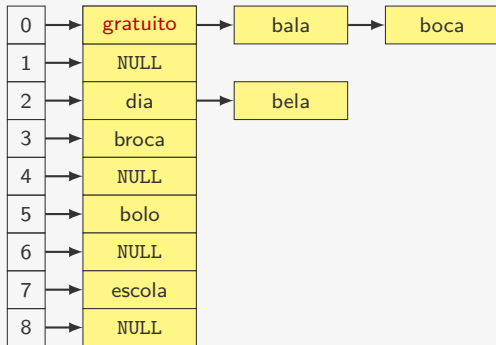 0 gratuito bala boca
1 NULL
2 dia bela
3 broca
4 NULL
5 bolo
6 NULL
7 escola
8 NULL